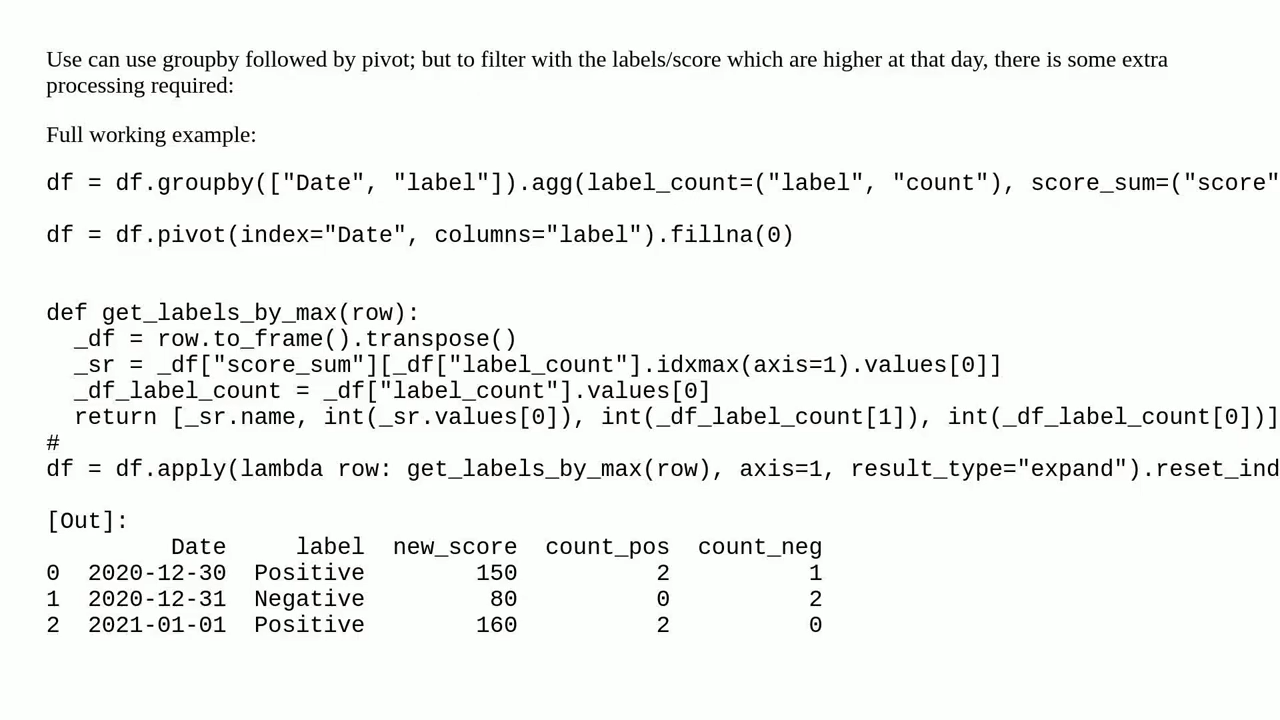 Use can use groupby followed by pivot; but to filter with the labels/score which are higher at that day, there is some extra
processing required:
Full working example:
df = df.groupby(["Date", "label"]).agg(label_count=("label", "count"), score_sum=("score"
df = df.pivot(index="Date", columns="label").fillna(0)
def get_labels_by_max(row):
  _df = row.to_frame().transpose()
  _sr = _df["score_sum"][_df["label_count"].idxmax(axis=1).values[0]]
  _df_label_count = _df["label_count"].values[0]
  return [_sr.name, int(_sr.values[0]), int(_df_label_count[1]), int(_df_label_count[0])]
#
df = df.apply(lambda row: get_labels_by_max(row), axis=1, result_type="expand").reset_ind
[Out]:
         Date     label  new_score  count_pos  count_neg
0  2020-12-30  Positive        150          2          1
1  2020-12-31  Negative         80          0          2
2  2021-01-01  Positive        160          2          0